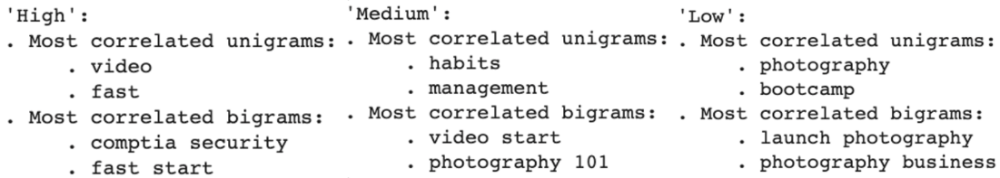 'High':
. Most correlated unigrams:
. video
. fast
. Most correlated bigrams:
. comptia security
. fast start
'Medium':
. Most correlated unigrams:
. habits
. management
. Most correlated bigrams:
. video start
. photography 101
'Low':
. Most correlated unigrams:
. photography
. bootcamp
. Most correlated bigrams:
. launch photography
. photography business